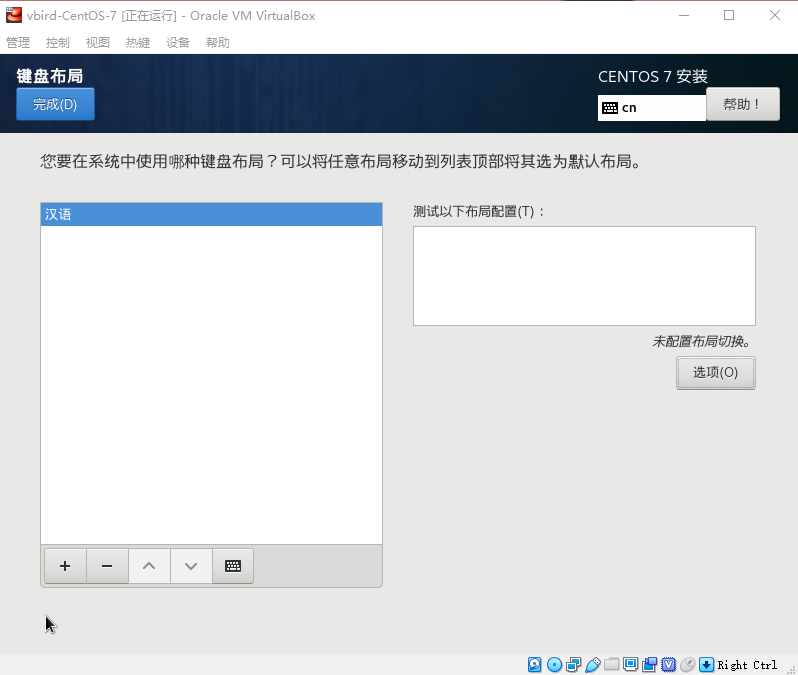 vbird-CentOS-7 [正在运行] - Oracle VM VirtualBox
管理 控制 视图 热键 设备 帮助
键盘布局
CENTOS 7 安装
完成(D)
cn
帮助！
您要在系统中使用哪种键盘布局？可以将任意布局移动到列表顶部将其选为默认布局。
汉语
测试以下布局配置(T)：
未配置布局切换。
选项(O)
Right Ctrl